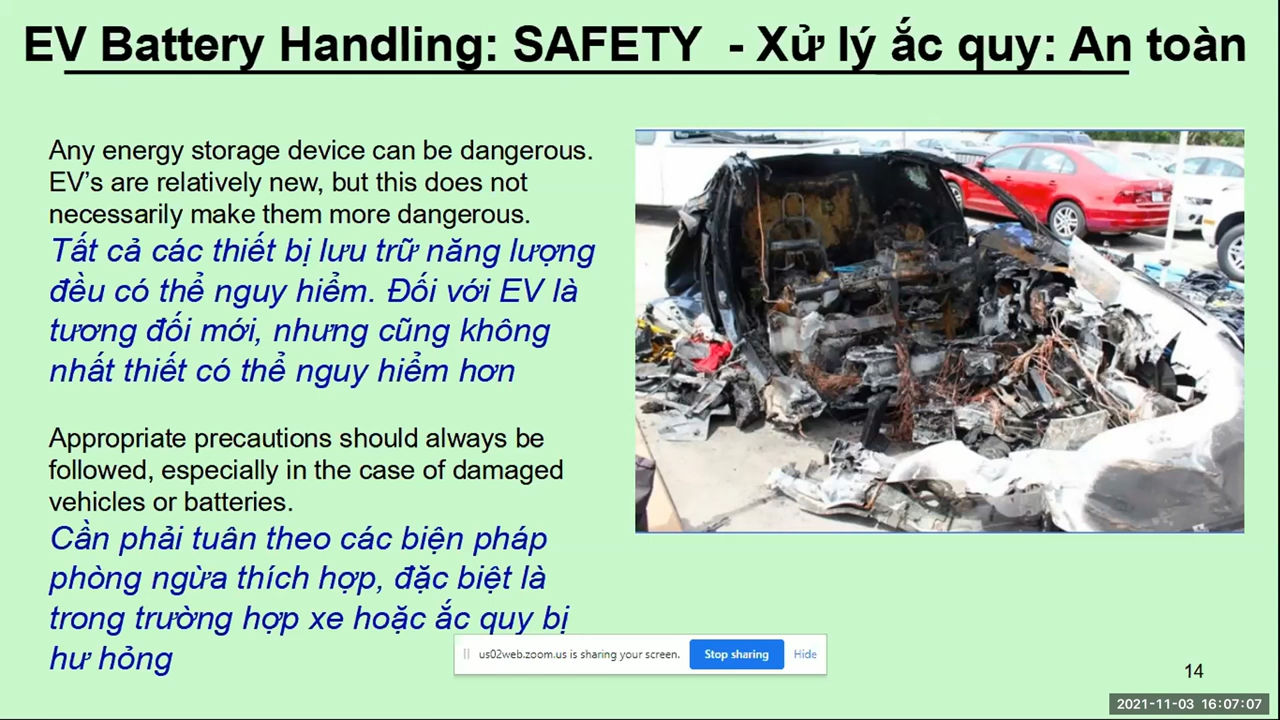 EV Battery Handling: SAFETY - Xử lý ắc quy: An toàn
Any energy storage device can be dangerous.
EV's are relatively new, but this does not
necessarily make them more dangerous.
Tất cả các thiết bị lưu trữ năng lượng
đều có thể nguy hiểm. Đối với EV là
tương đối mới, nhưng cũng không
nhất thiết có thể nguy hiểm hơn
Appropriate precautions should always be
followed, especially in the case of damaged
vehicles or batteries.
Cần phải tuân theo các biện pháp
phòng ngừa thích hợp, đặc biệt là
trong trường hợp xe hoặc ắc quy bị
hư hỏng
us02web.zoom.us is sharing your screen. Stop sharing Hide
14
2021-11-03 16:07:07